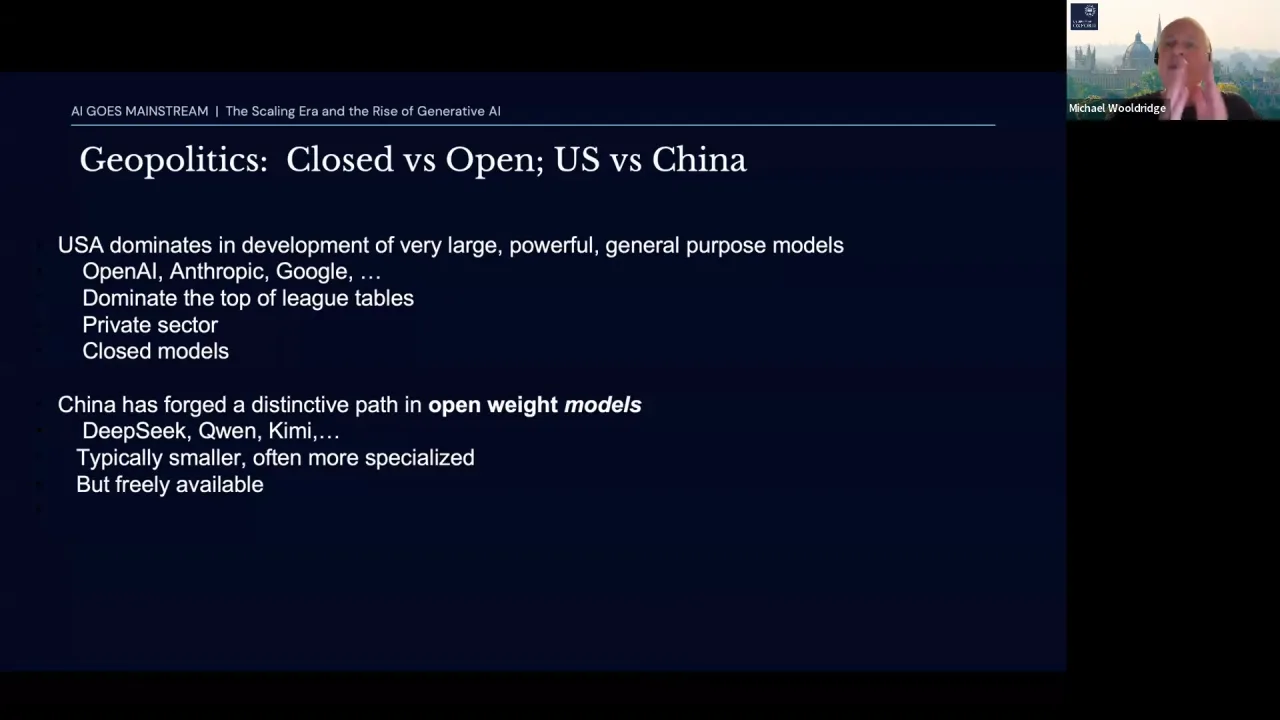 AI GOES MAINSTREAM | The Scaling Era and the Rise of Generative AI
Geopolitics: Closed vs Open; US vs China
USA dominates in development of very large, powerful, general purpose models
OpenAI, Anthropic, Google, …
Dominate the top of league tables
Private sector
Closed models
China has forged a distinctive path in open weight models
DeepSeek, Qwen, Kimi,…
Typically smaller, often more specialized
But freely available
OXFORD
Michael Wooldridge